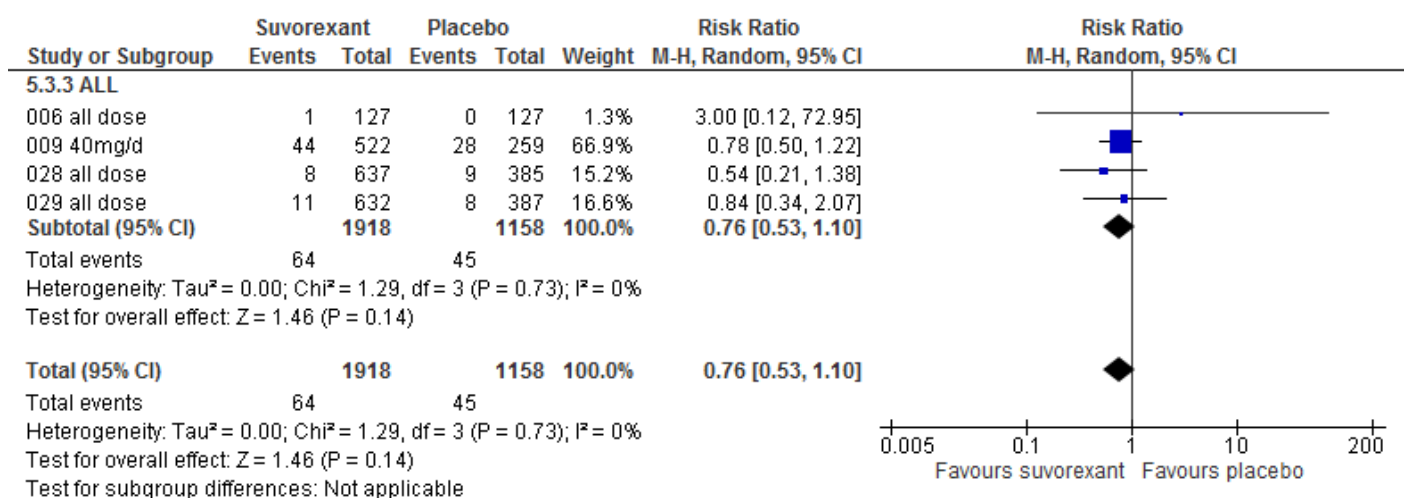 Suvorexant Placebo Risk Ratio Risk Ratio
Study or Subgroup Events Total Events Total Weight M-H, Random, 95% CI M-H, Random, 95% CI
5.3.3 ALL
006 all dose 1 127 0 127 1.3% 3.00 [0.12, 72.95]
009 40mg/d 44 522 28 259 66.9% 0.78 [0.50, 1.22]
028 all dose 8 637 9 385 15.2% 0.54 [0.21, 1.38]
029 all dose 11 632 8 387 16.6% 0.84 [0.34, 2.07]
Subtotal (95% CI) 1918 1158 100.0% 0.76 [0.53, 1.10]
Total events 64 45
Heterogeneity: Tau² = 0.00; Chi² = 1.29, df = 3 (P = 0.73); I² = 0%
Test for overall effect: Z = 1.46 (P = 0.14)
Total (95% CI) 1918 1158 100.0% 0.76 [0.53, 1.10]
Total events 64 45
Heterogeneity: Tau² = 0.00; Chi² = 1.29, df = 3 (P = 0.73); I² = 0%
Test for overall effect: Z = 1.46 (P = 0.14)
Test for subgroup differences: Not applicable
0.005 0.1 1 10 200
Favours suvorexant Favours placebo